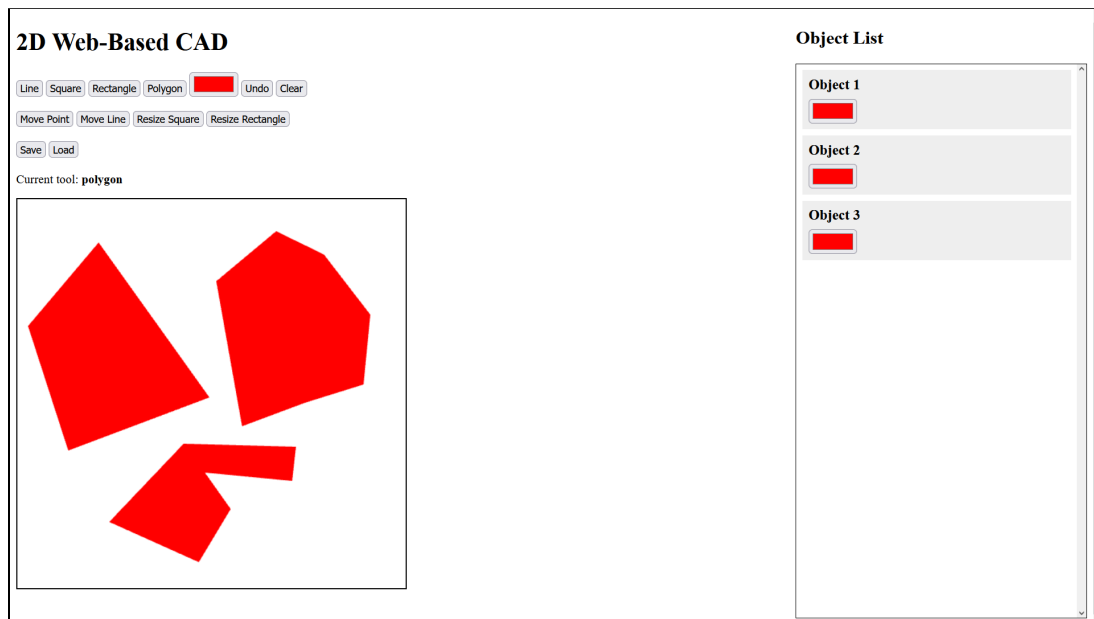 2D Web-Based CAD
Line Square Rectangle Polygon Undo Clear
Move Point Move Line Resize Square Resize Rectangle
Save Load
Current tool: polygon
Object List
Object 1
Object 2
Object 3